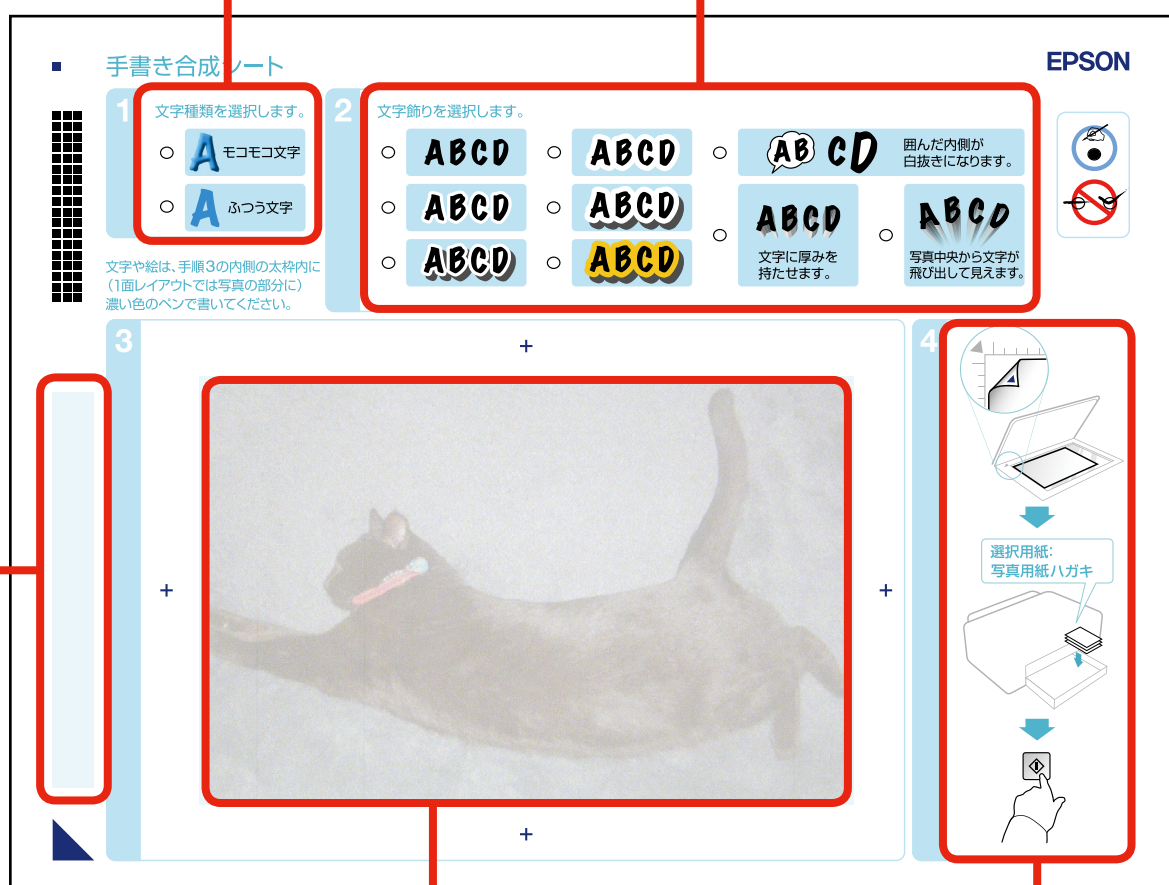 手書き合成シート
EPSON
1
文字種類を選択します。
A モコモコ文字
A ふつう文字
文字や絵は、手順3の内側の太枠内に
(1面レイアウトでは写真の部分に)
濃い色のペンで書いてください。
2
文字飾りを選択します。
ABCD
ABCD
AB CD
囲んだ内側が
白抜きになります。
ABCD
ABCD
ABCD
ABCD
ABCD
文字に厚みを
持たせます。
ABCD
写真中央から文字が
飛び出して見えます。
3
4
選択用紙:
写真用紙ハガキ